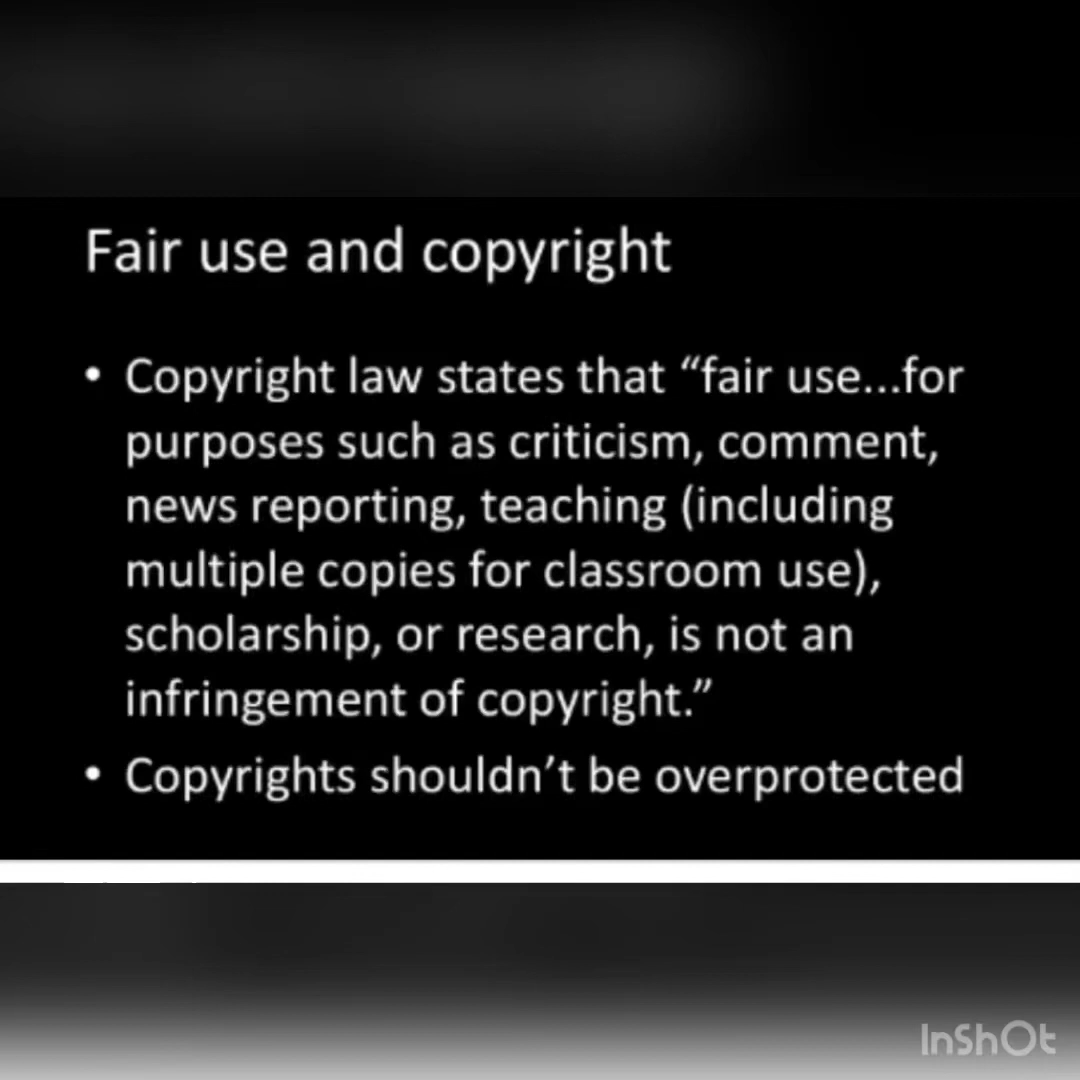 Fair use and copyright
• Copyright law states that “fair use...for
purposes such as criticism, comment,
news reporting, teaching (including
multiple copies for classroom use),
scholarship, or research, is not an
infringement of copyright.”
• Copyrights shouldn’t be overprotected
InShOt